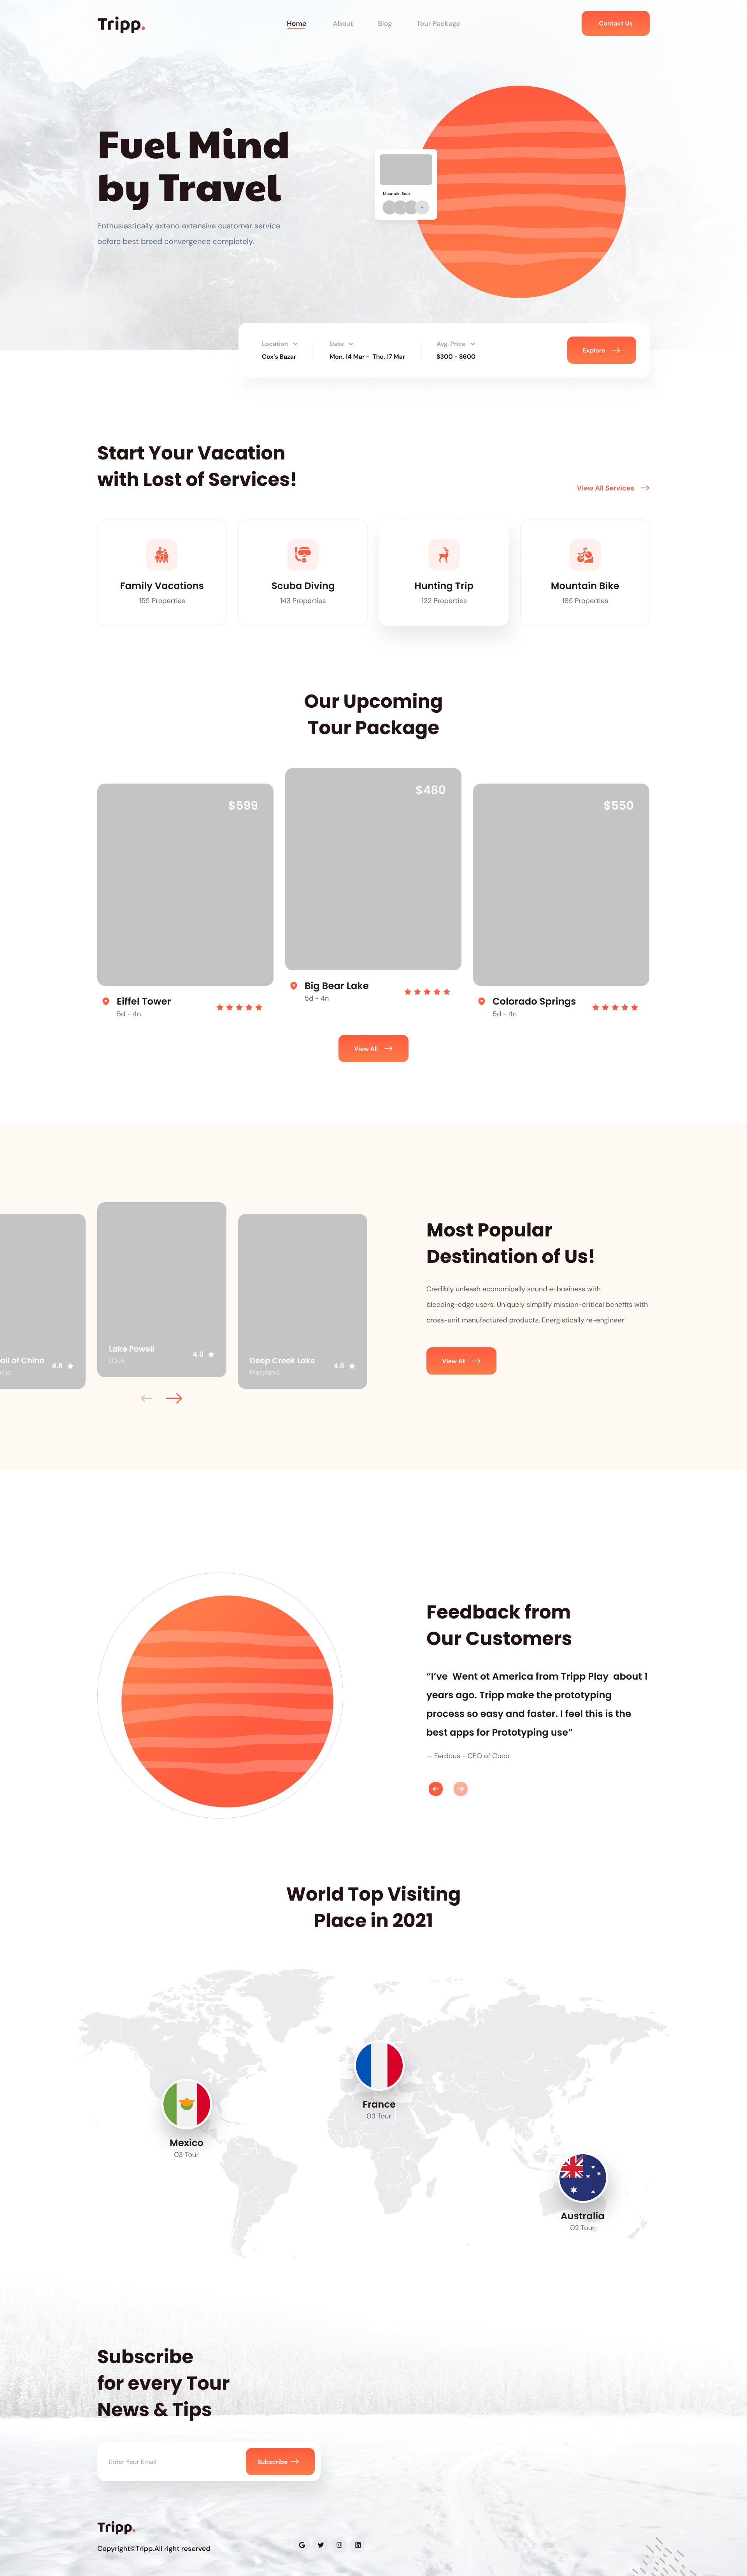 Tripp.
Home
About
Blog
Tour Package
Contact Us
Fuel Mind
by Travel
Enthusiastically extend extensive customer service
before best breed convergence completely.
Mountain Scot
Location
Cox's Bazar
Date
Mon, 14 Mar - Thu, 17 Mar
Avg. Price
$300 - $600
Explore
Start Your Vacation
with Lost of Services!
View All Services
Family Vacations
155 Properties
Scuba Diving
143 Properties
Hunting Trip
122 Properties
Mountain Bike
185 Properties
Our Upcoming
Tour Package
$599
Eiffel Tower
5d - 4n
$480
Big Bear Lake
5d - 4n
$550
Colorado Springs
5d - 4n
View All
all of China
4.8
Lake Powell
U.S.A
4.8
Deep Creek Lake
Maryland
4.8
Most Popular
Destination of Us!
Credibly unleash economically sound e-business with
bleeding-edge users. Uniquely simplify mission-critical benefits with
cross-unit manufactured products. Energistically re-engineer
View All
Feedback from
Our Customers
“I’ve Went ot America from Tripp Play about 1
years ago. Tripp make the prototyping
process so easy and faster. I feel this is the
best apps for Prototyping use”
— Ferdous - CEO of Coco
World Top Visiting
Place in 2021
France
03 Tour
Mexico
03 Tour
Australia
02 Tour
Subscribe
for every Tour
News & Tips
Enter Your Email
Subscribe
Tripp.
Copyright©Tripp.All right reserved